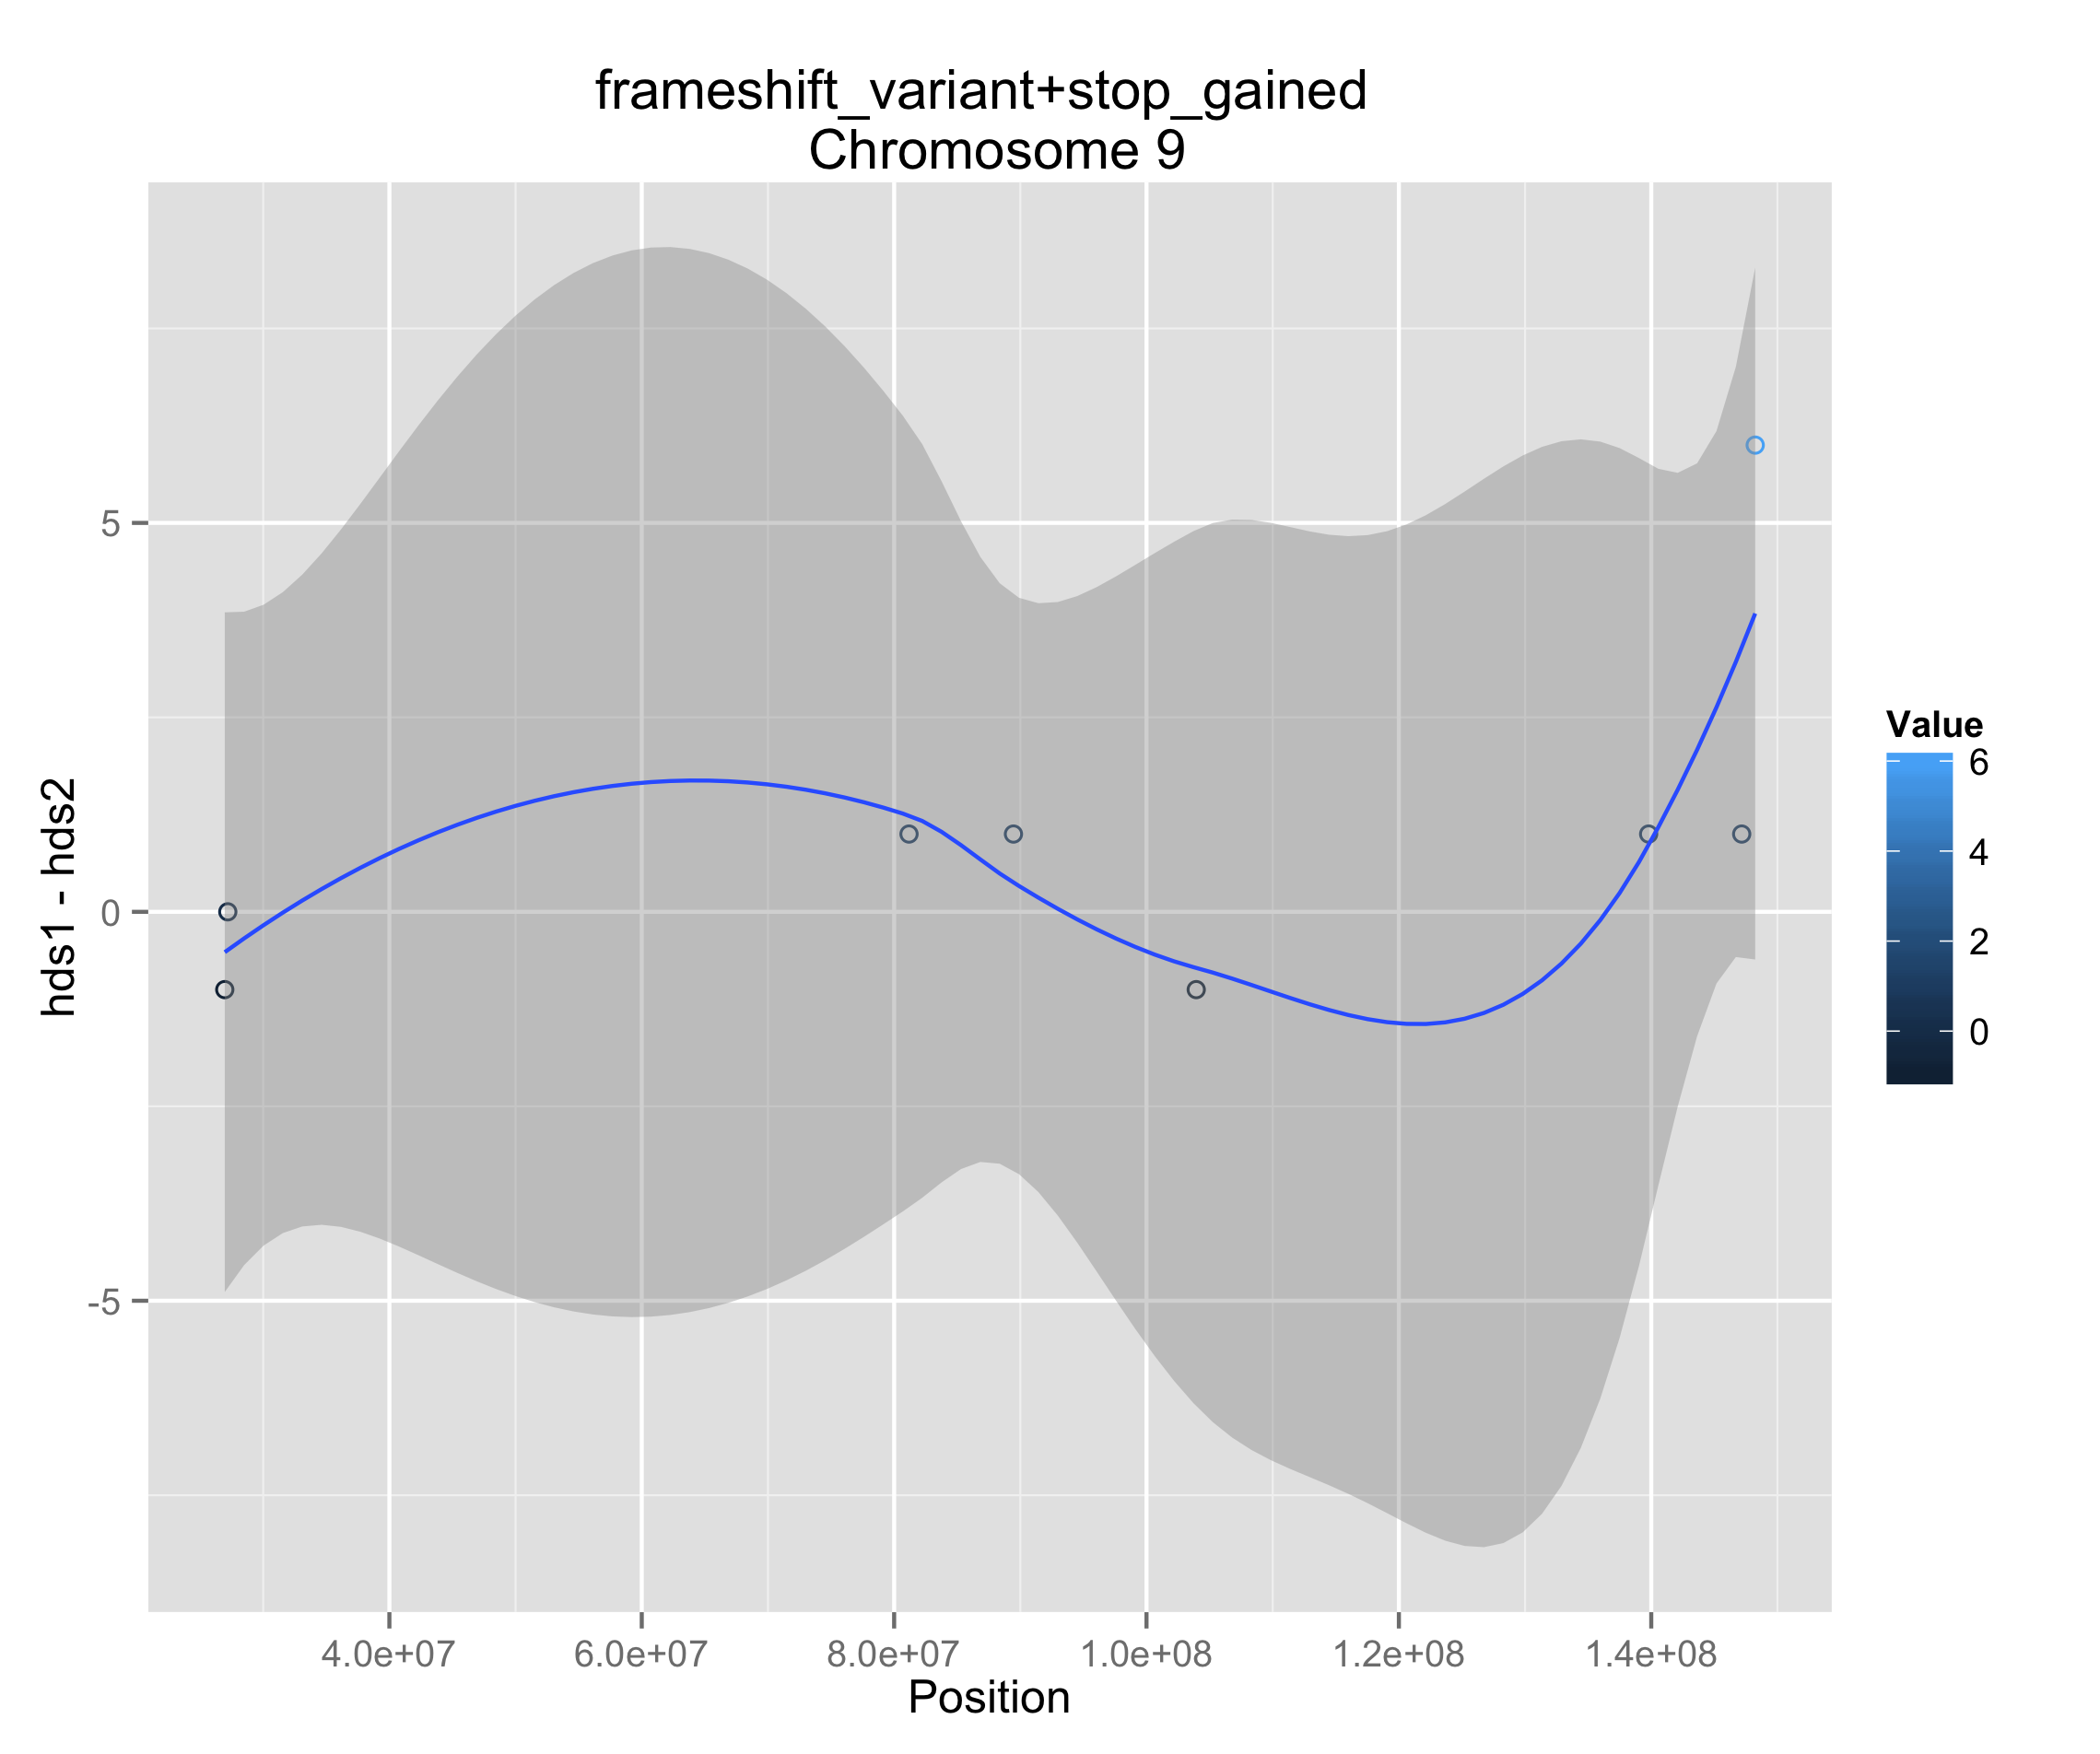 frameshift_variant+stop_gained
Chromosome 9
hds1 - hds2
5
0
-5
4.0e+07
6.0e+07
8.0e+07
1.0e+08
1.2e+08
1.4e+08
Position
Value
6
4
2
0